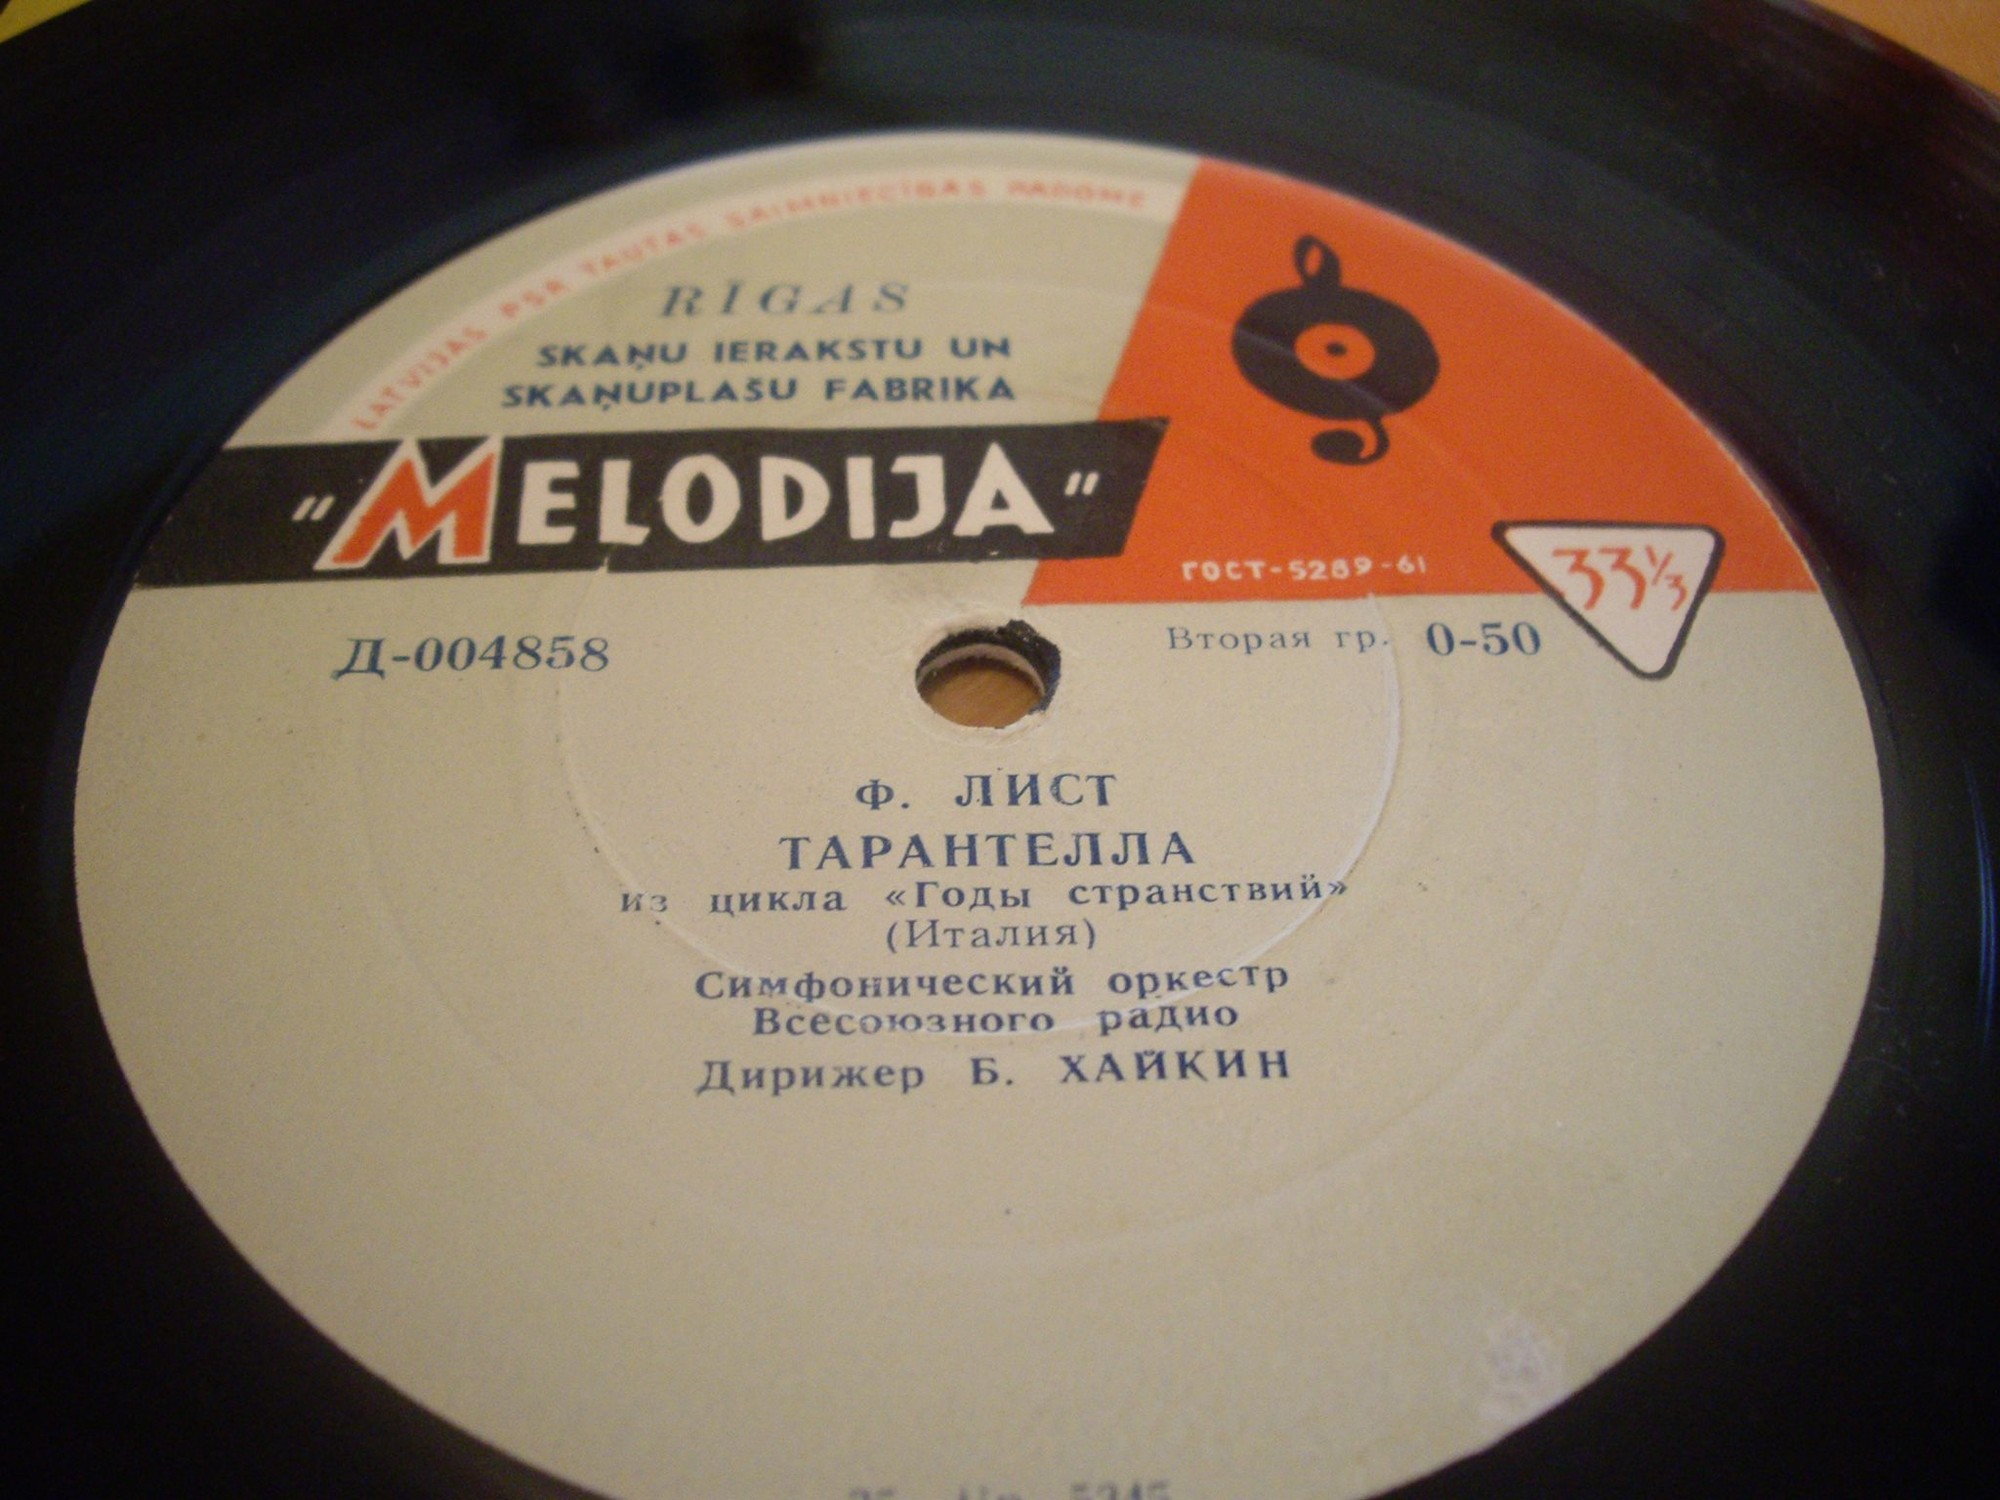 LATVIJAS PSR TAUTAS SAIMNIECĪBAS PADOME
RĪGAS
SKAŅU IERAKSTU UN
SKAŅUPLAŠU FABRIKA
"MELODIJA"
ГОСТ-5289-61
33⅓
Д-004858
Вторая гр. 0-50
Ф. ЛИСТ
ТАРАНТЕЛЛА
из цикла «Годы странствий»
(Италия)
Симфонический оркестр
Всесоюзного радио
Дирижер Б. ХАЙКИН